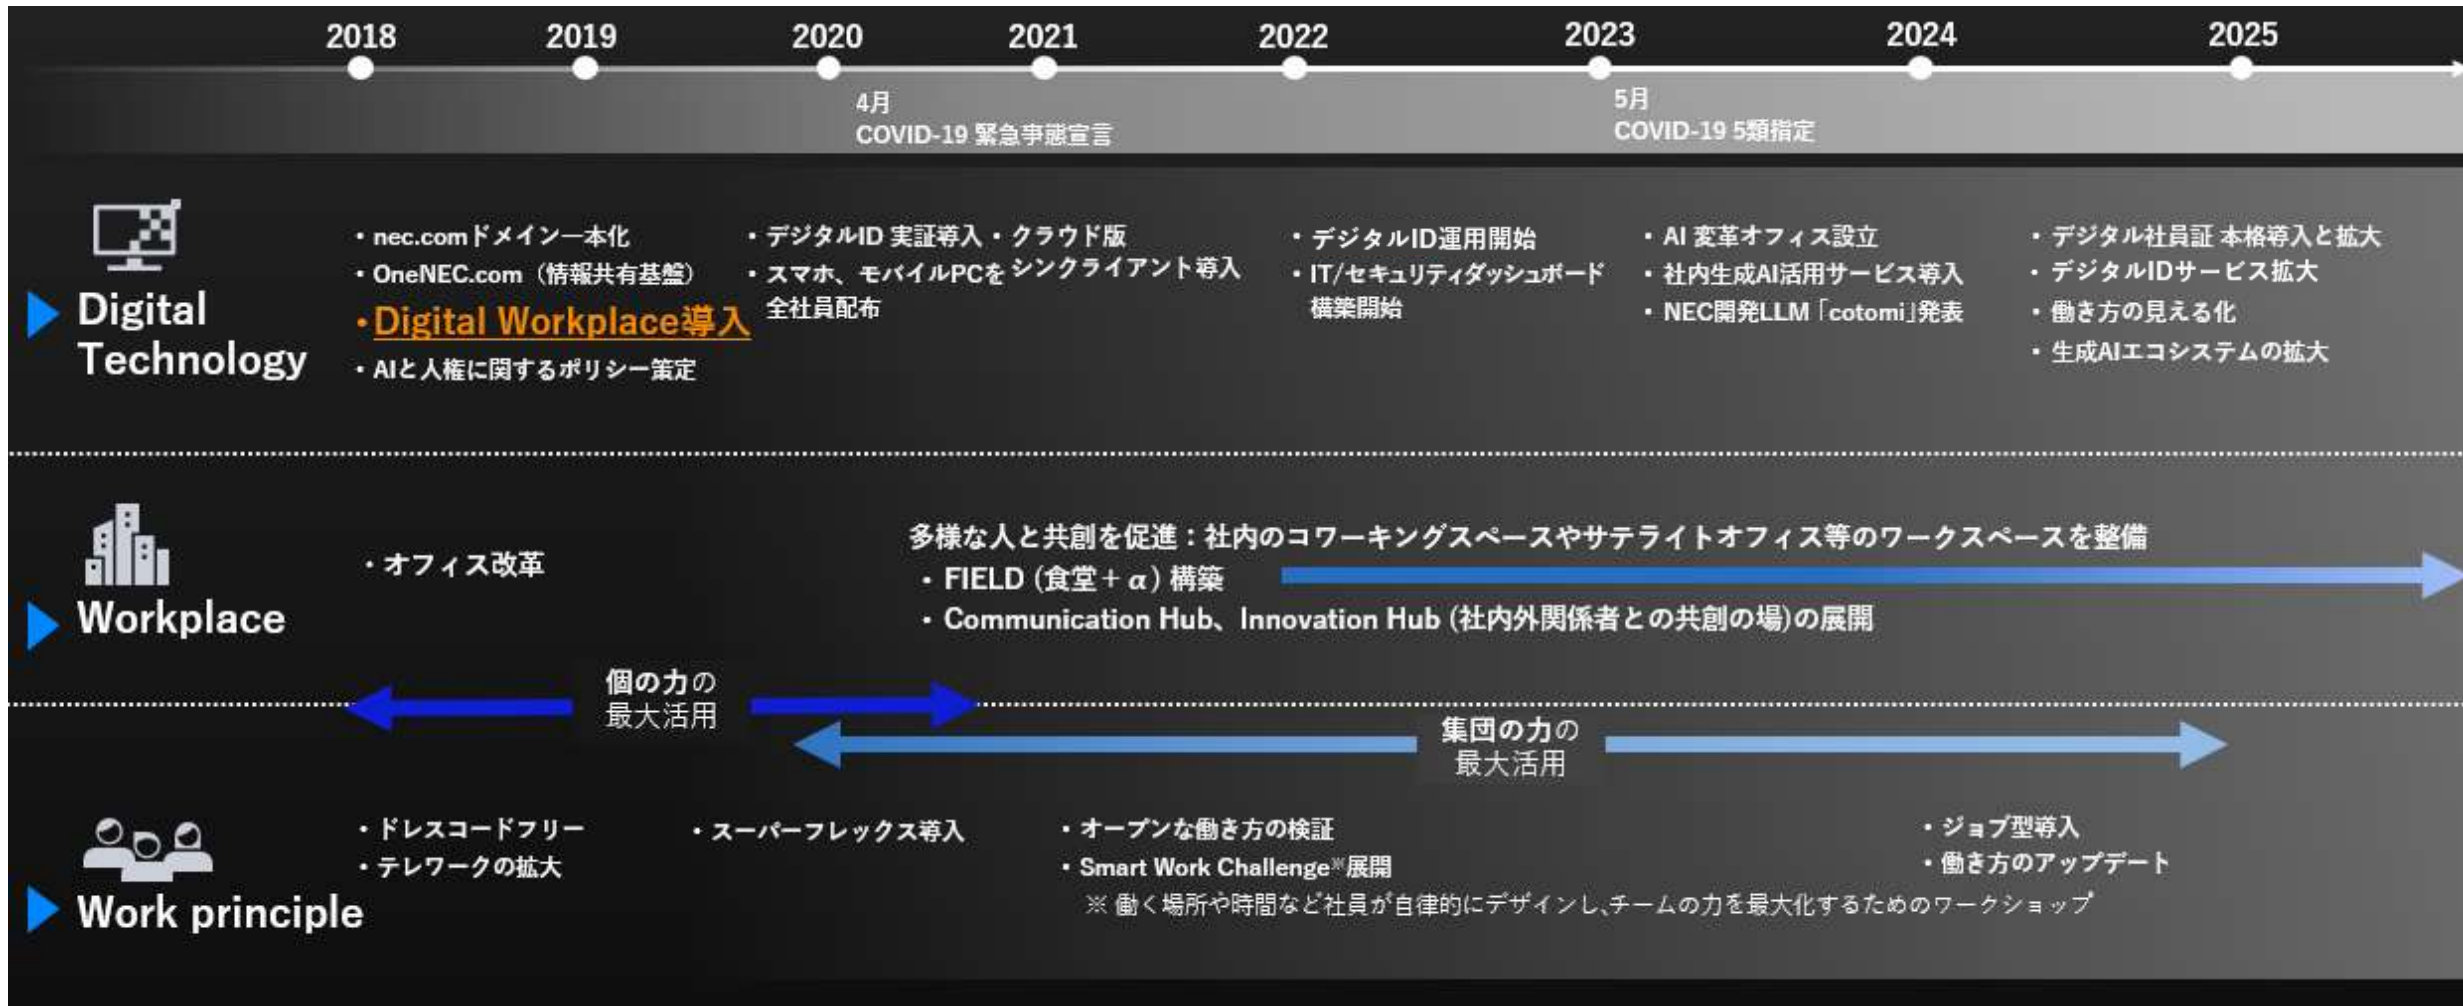 2018 2019 2020 2021 2022 2023 2024 2025
4月
COVID-19 緊急事態宣言
5月
COVID-19 5類指定
Digital
Technology
・nec.comドメイン一本化
・OneNEC.com（情報共有基盤）
・Digital Workplace導入
・AIと人権に関するポリシー策定
・デジタルID 実証導入
・スマホ、モバイルPCを
全社員配布
・クラウド版
シンクライアント導入
・デジタルID運用開始
・IT/セキュリティダッシュボード
構築開始
・AI 変革オフィス設立
・社内生成AI活用サービス導入
・NEC開発LLM「cotomi」発表
・デジタル社員証 本格導入と拡大
・デジタルIDサービス拡大
・働き方の見える化
・生成AIエコシステムの拡大
Workplace
・オフィス改革
多様な人と共創を促進：社内のコワーキングスペースやサテライトオフィス等のワークスペースを整備
・FIELD (食堂＋α) 構築
・Communication Hub、Innovation Hub (社内外関係者との共創の場)の展開
個の力の
最大活用
集団の力の
最大活用
Work principle
・ドレスコードフリー
・テレワークの拡大
・スーパーフレックス導入
・オープンな働き方の検証
・Smart Work Challenge※展開
※ 働く場所や時間など社員が自律的にデザインし、チームの力を最大化するためのワークショップ
・ジョブ型導入
・働き方のアップデート